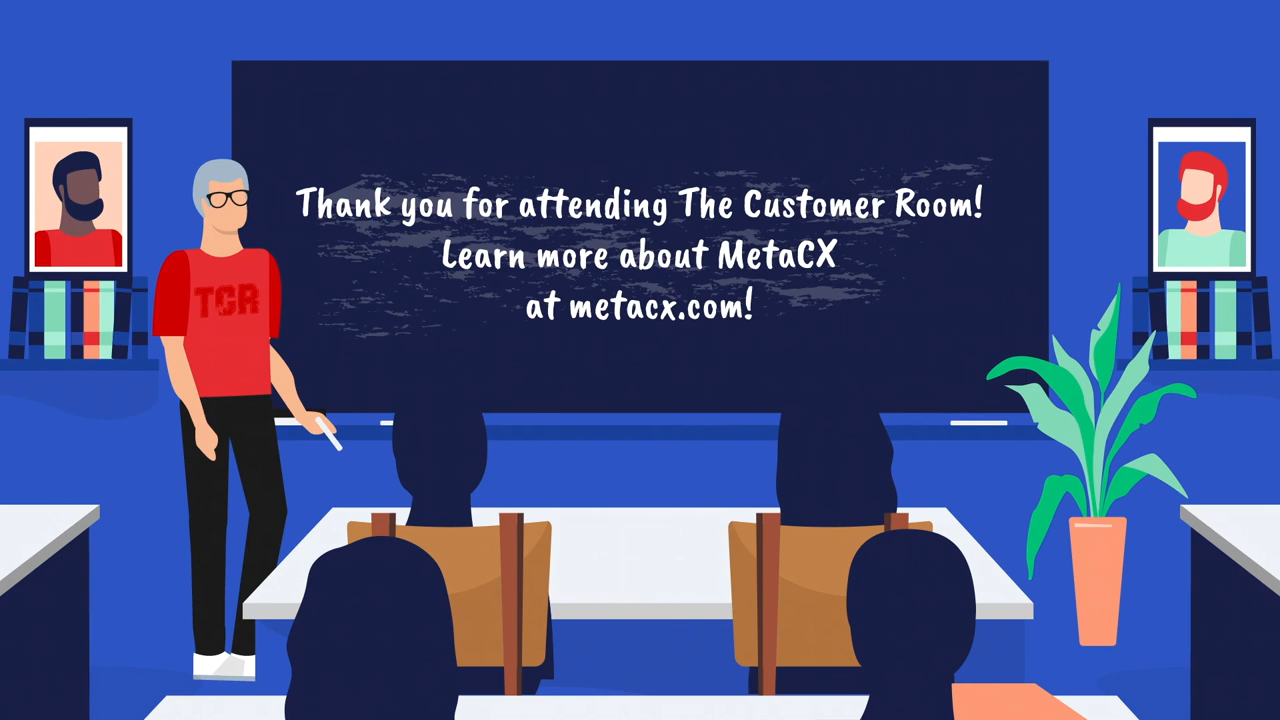 Thank you for attending The Customer Room!
Learn more about MetaCX
at metacx.com!
TCR